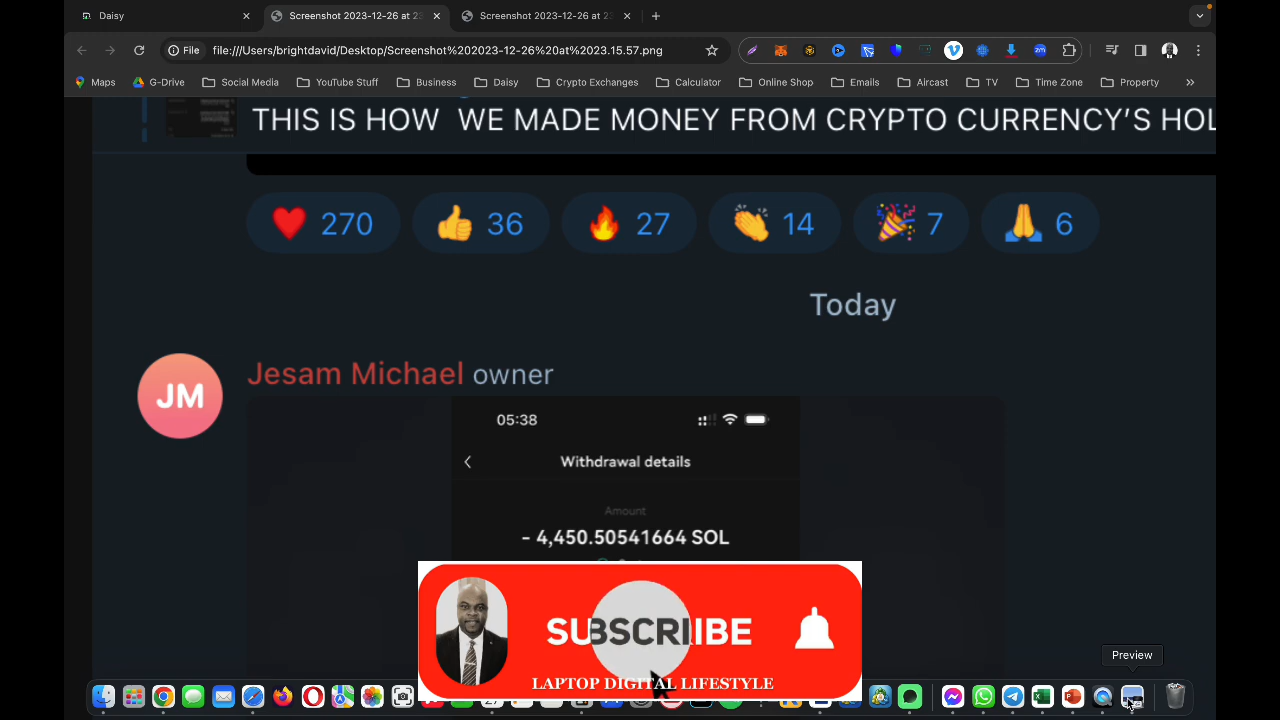 Daisy
Screenshot 2023-12-26 at 23
Screenshot 2023-12-26 at 23
File
file:///Users/brightdavid/Desktop/Screenshot%202023-12-26%20at%2023.15.57.png
Maps
G-Drive
Social Media
YouTube Stuff
Business
Daisy
Crypto Exchanges
Calculator
Online Shop
Emails
Aircast
TV
Time Zone
Property
THIS IS HOW WE MADE MONEY FROM CRYPTO CURRENCY’S HOL
270
36
27
14
7
6
Today
JM
Jesam Michael owner
05:38
Withdrawal details
Amount
- 4,450.50541664 SOL
SUBSCRIBE
LAPTOP DIGITAL LIFESTYLE
Preview